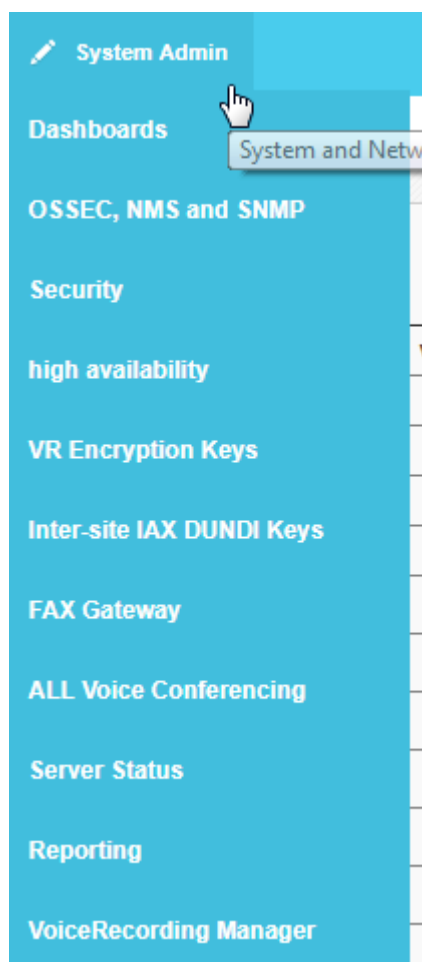 System Admin
Dashboards
System and Netw
OSSEC, NMS and SNMP
Security
high availability
VR Encryption Keys
Inter-site IAX DUNDI Keys
FAX Gateway
ALL Voice Conferencing
Server Status
Reporting
VoiceRecording Manager